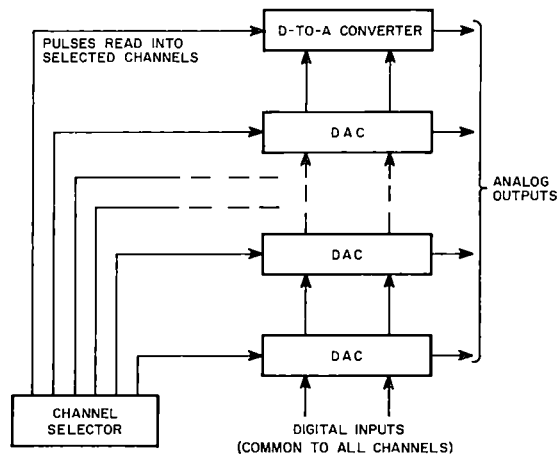 D-TO-A CONVERTER
PULSES READ INTO
SELECTED CHANNELS
DAC
ANALOG
OUTPUTS
DAC
DAC
CHANNEL
SELECTOR
DIGITAL INPUTS
(COMMON TO ALL CHANNELS)